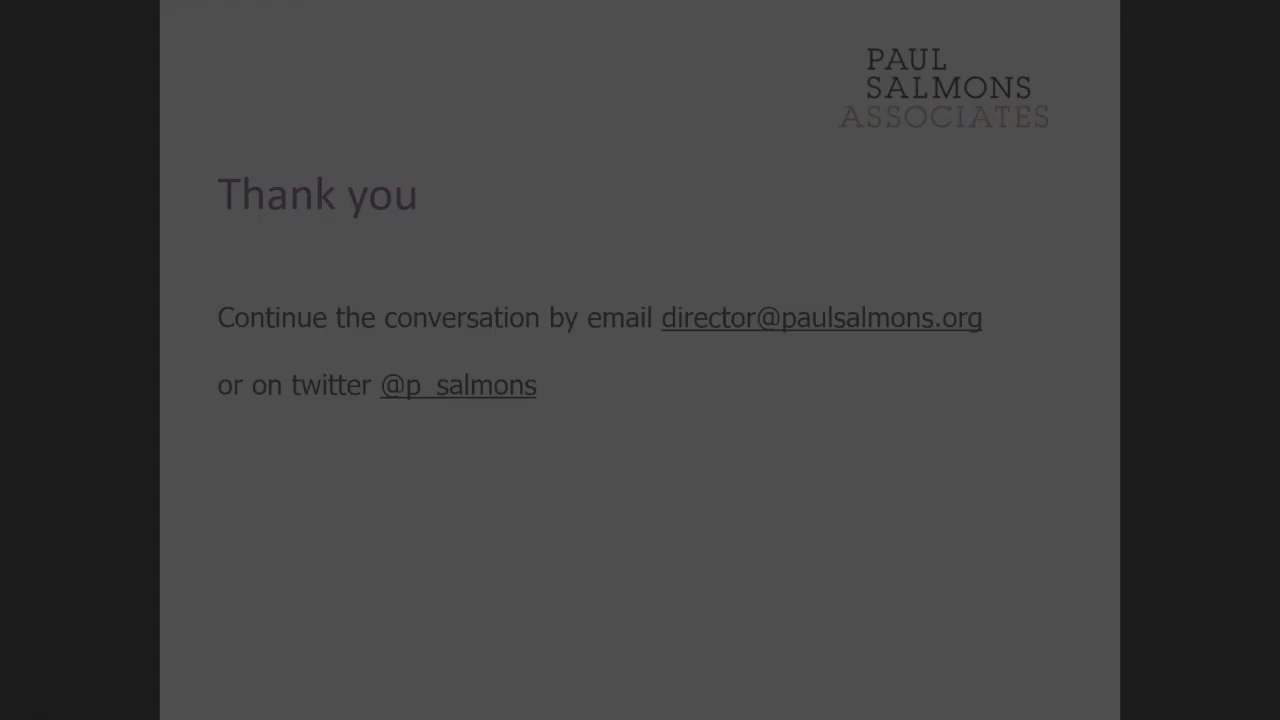 PAUL
SALMONS
ASSOCIATES
Thank you
Continue the conversation by email director@paulsalmons.org
or on twitter @p_salmons